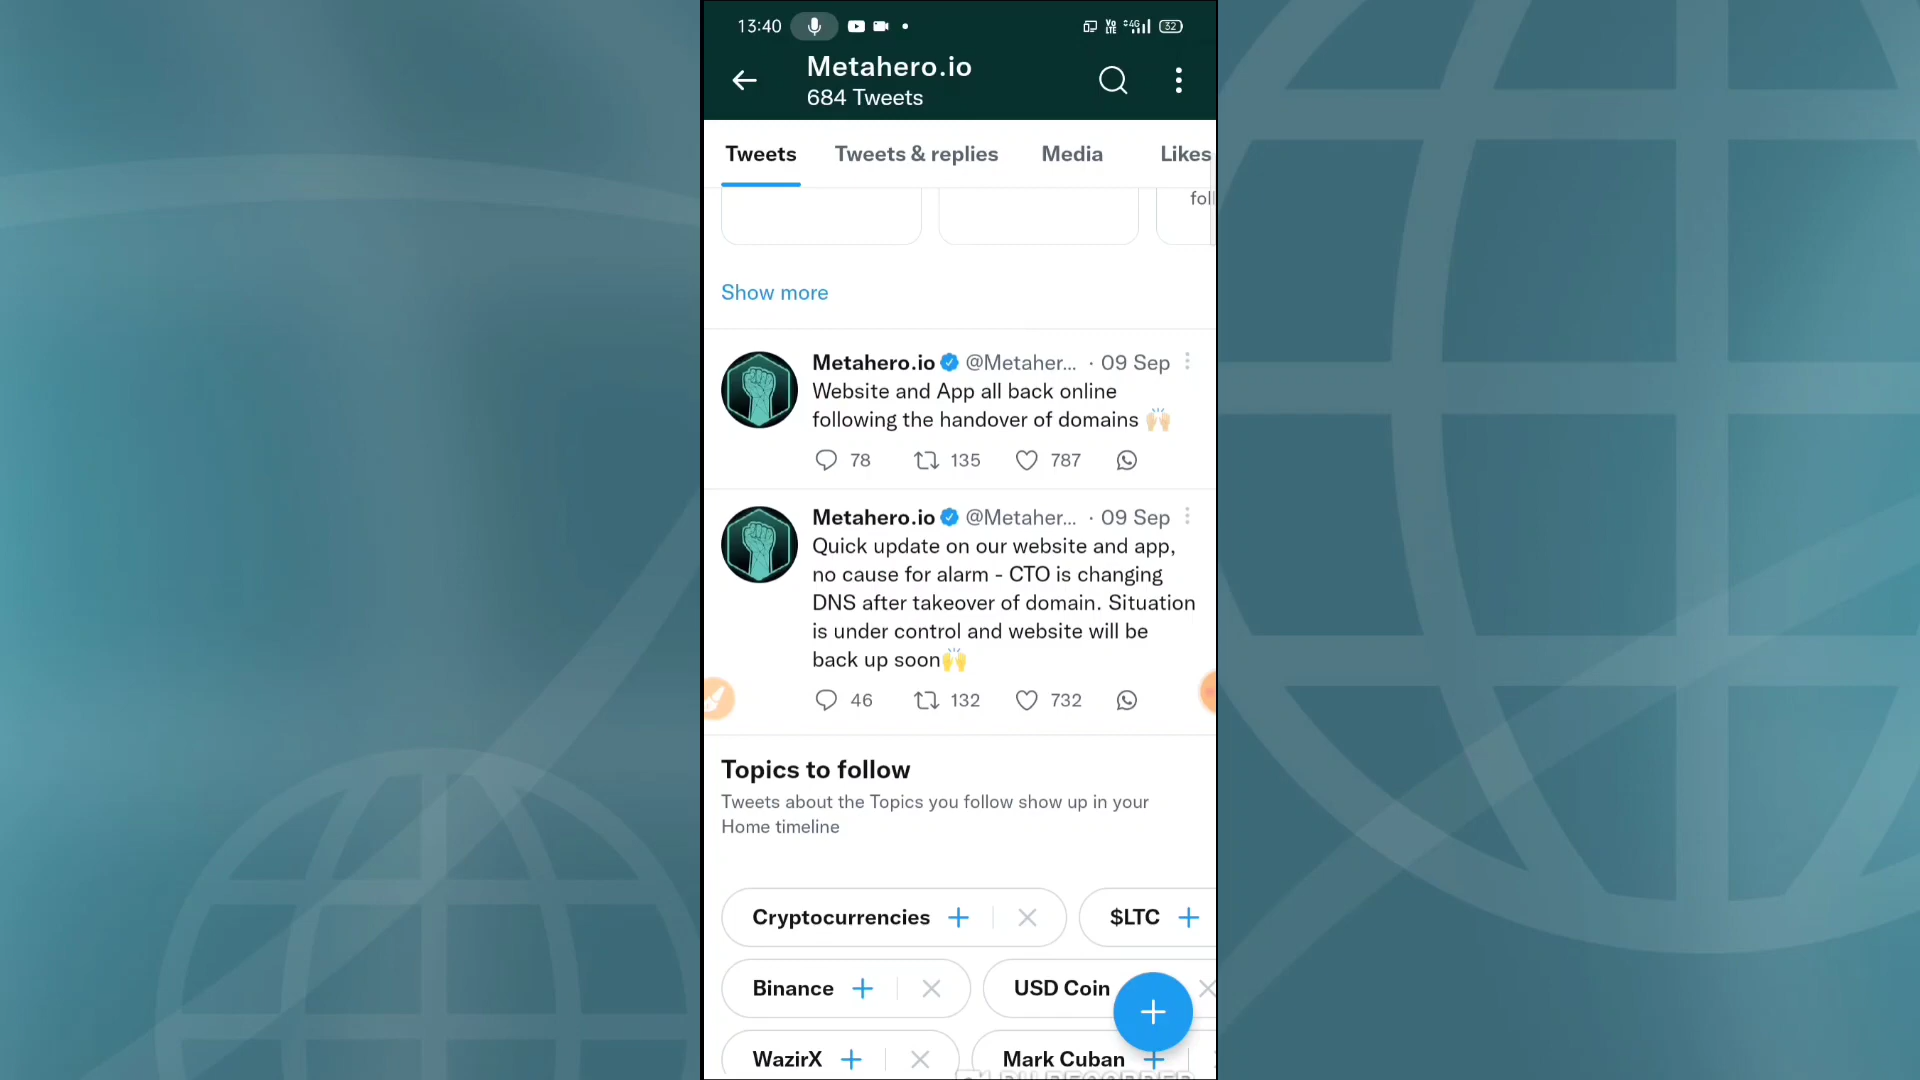 13:40 VoLTE 4G 32
Metahero.io
684 Tweets
Tweets Tweets & replies Media Likes
Show more
Metahero.io @Metaher... · 09 Sep
Website and App all back online
following the handover of domains 🙌🏻
78 135 787
Metahero.io @Metaher... · 09 Sep
Quick update on our website and app,
no cause for alarm - CTO is changing
DNS after takeover of domain. Situation
is under control and website will be
back up soon🙌
46 132 732
Topics to follow
Tweets about the Topics you follow show up in your
Home timeline
Cryptocurrencies $LTC
Binance USD Coin
WazirX Mark Cuban